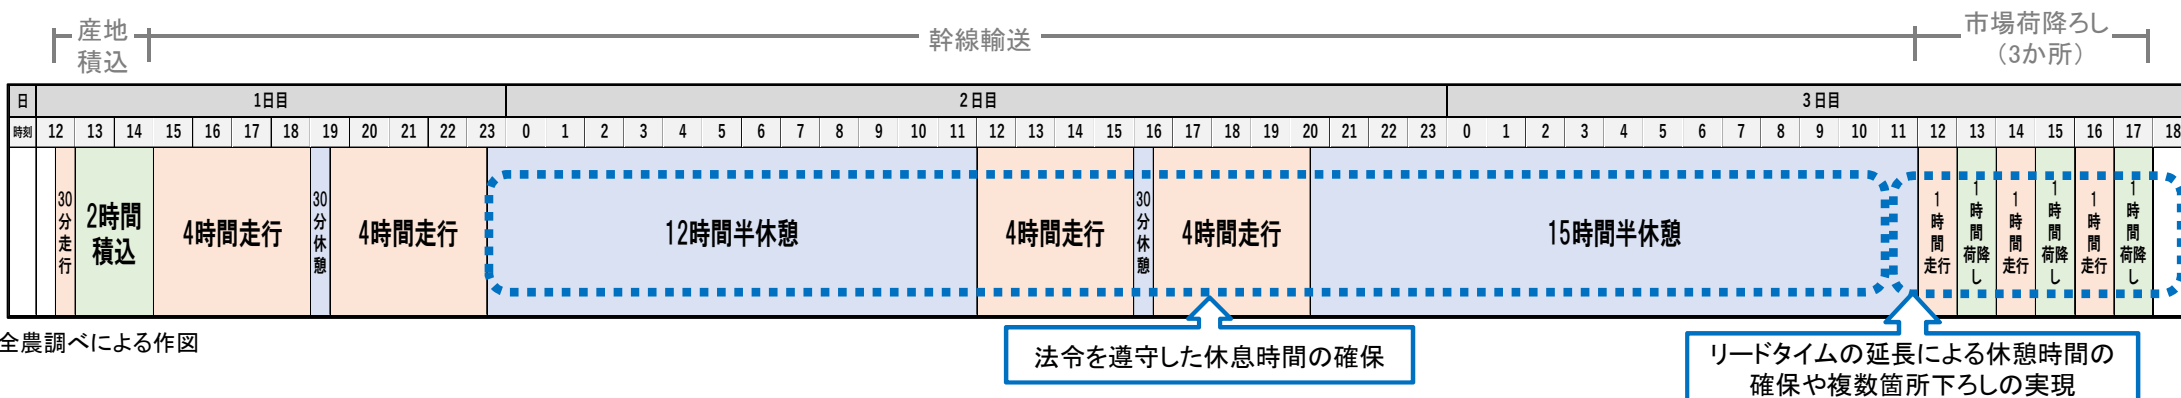 産地
積込
幹線輸送
市場荷降ろし
(3か所)
日 1日目 2日目 3日目
時刻 12 13 14 15 16 17 18 19 20 21 22 23 0 1 2 3 4 5 6 7 8 9 10 11 12 13 14 15 16 17 18 19 20 21 22 23 0 1 2 3 4 5 6 7 8 9 10 11 12 13 14 15 16 17 18
30分走行
2時間
積込
4時間走行
30分休憩
4時間走行
12時間半休憩
4時間走行
30分休憩
4時間走行
15時間半休憩
1時間走行
1時間荷降し
1時間走行
1時間荷降し
1時間走行
1時間荷降し
全農調べによる作図
法令を遵守した休息時間の確保
リードタイムの延長による休憩時間の
確保や複数箇所下ろしの実現